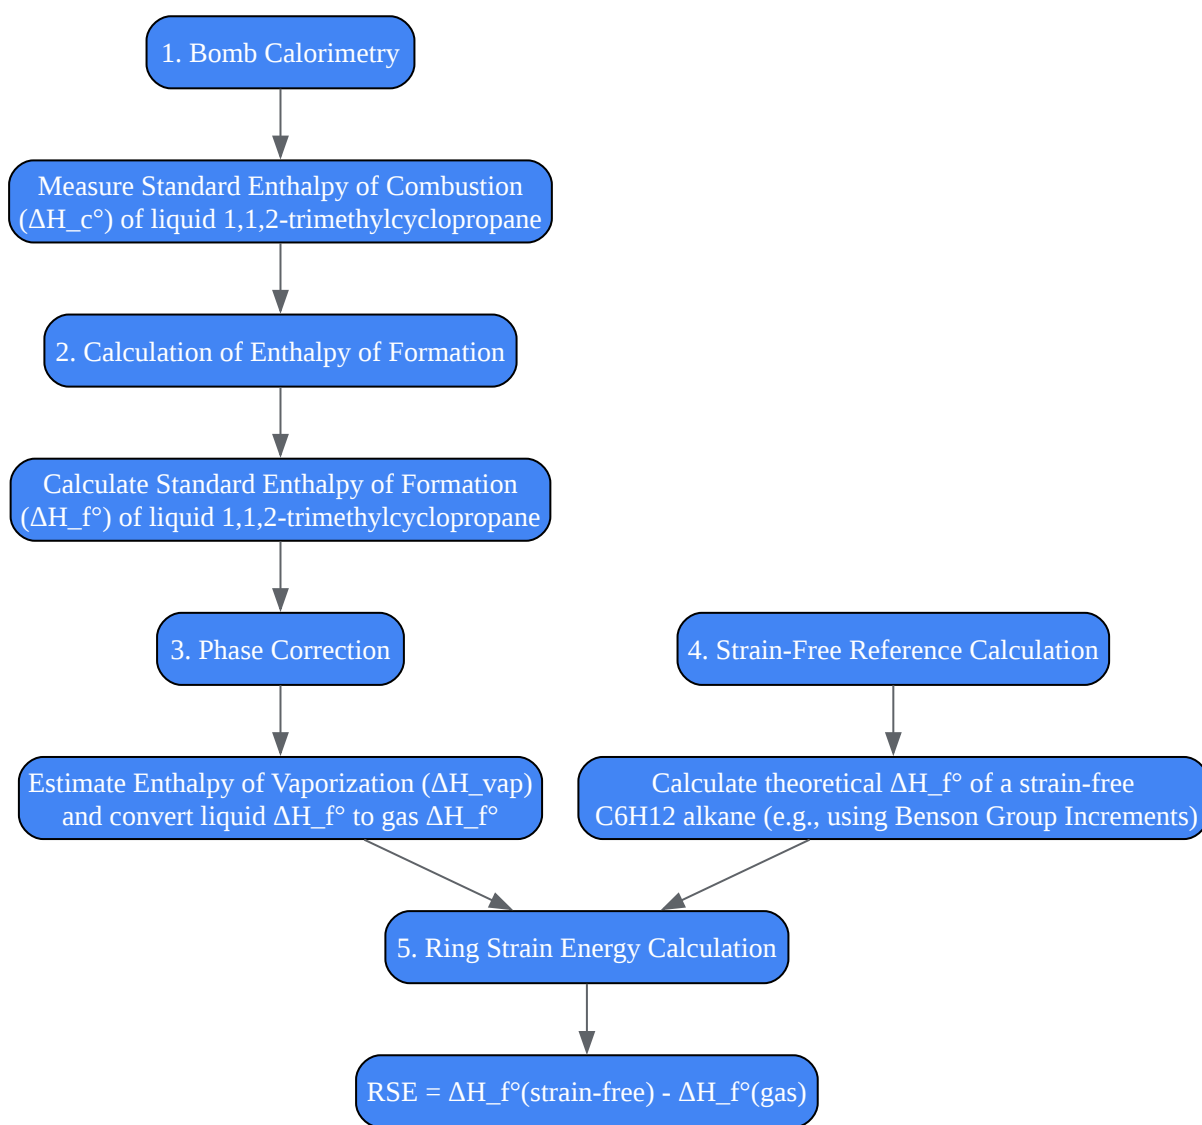 1. Bomb Calorimetry
Measure Standard Enthalpy of Combustion
(ΔH_c°) of liquid 1,1,2-trimethylcyclopropane
2. Calculation of Enthalpy of Formation
Calculate Standard Enthalpy of Formation
(ΔH_f°) of liquid 1,1,2-trimethylcyclopropane
3. Phase Correction
4. Strain-Free Reference Calculation
Estimate Enthalpy of Vaporization (ΔH_vap)
and convert liquid ΔH_f° to gas ΔH_f°
Calculate theoretical ΔH_f° of a strain-free
C6H12 alkane (e.g., using Benson Group Increments)
5. Ring Strain Energy Calculation
RSE = ΔH_f°(strain-free) - ΔH_f°(gas)